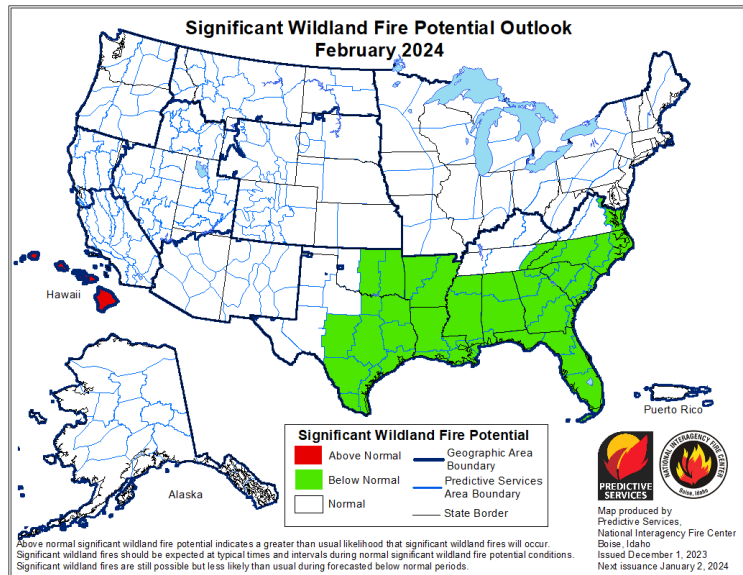 Significant Wildland Fire Potential Outlook
February 2024
Hawaii
Alaska
Puerto Rico
Significant Wildland Fire Potential
Above Normal
Below Normal
Normal
Geographic Area
Boundary
Predictive Services
Area Boundary
State Border
PREDICTIVE
SERVICES
NATIONAL INTERAGENCY FIRE CENTER
Boise, Idaho
Map produced by
Predictive Services,
National Interagency Fire Center
Boise, Idaho
Issued December 1, 2023
Next issuance January 2, 2024
Above normal significant wildland fire potential indicates a greater than usual likelihood that significant wildland fires will occur.
Significant wildland fires should be expected at typical times and intervals during normal significant wildland fire potential conditions.
Significant wildland fires are still possible but less likely than usual during forecasted below normal periods.